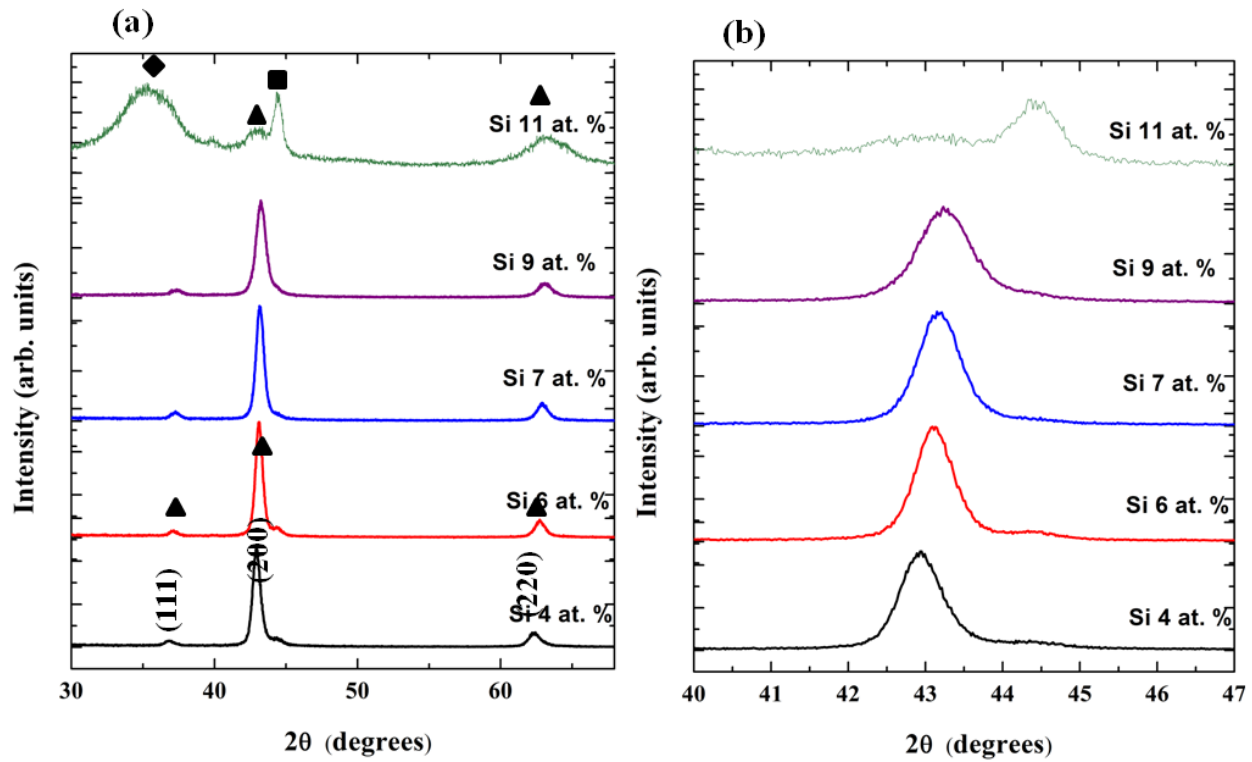 (a)
Si 11 at. %
Si 9 at. %
Si 7 at. %
Si 6 at. %
Si 4 at. %
(111)
(200)
(220)
Intensity (arb. units)
30 40 50 60
2θ (degrees)
(b)
Si 11 at. %
Si 9 at. %
Si 7 at. %
Si 6 at. %
Si 4 at. %
Intensity (arb. units)
40 41 42 43 44 45 46 47
2θ (degrees)